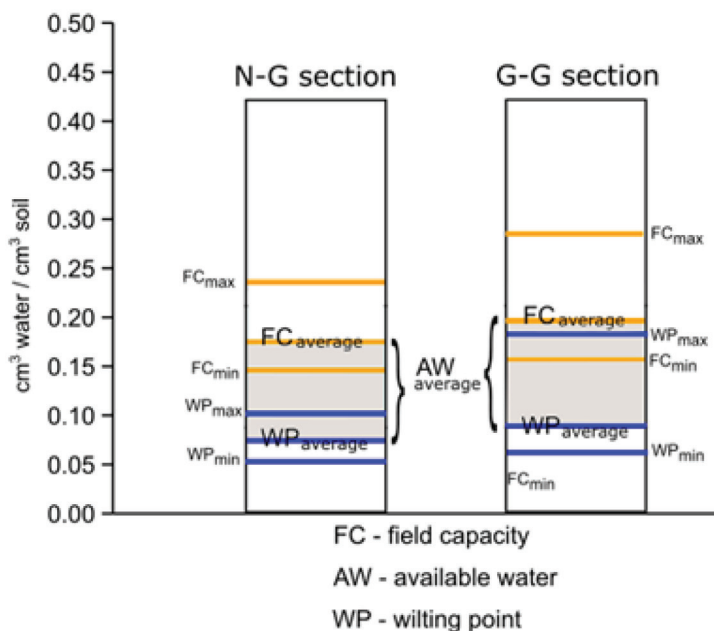 cm³ water / cm³ soil
0.50
0.45
0.40
0.35
0.30
0.25
0.20
0.15
0.10
0.05
0.00
N-G section
FCmax
FCaverage
FCmin
WPmax
WPaverage
WPmin
AW
average
G-G section
FCmax
FCaverage
WPmax
FCmin
WPaverage
WPmin
FCmin
FC - field capacity
AW - available water
WP - wilting point